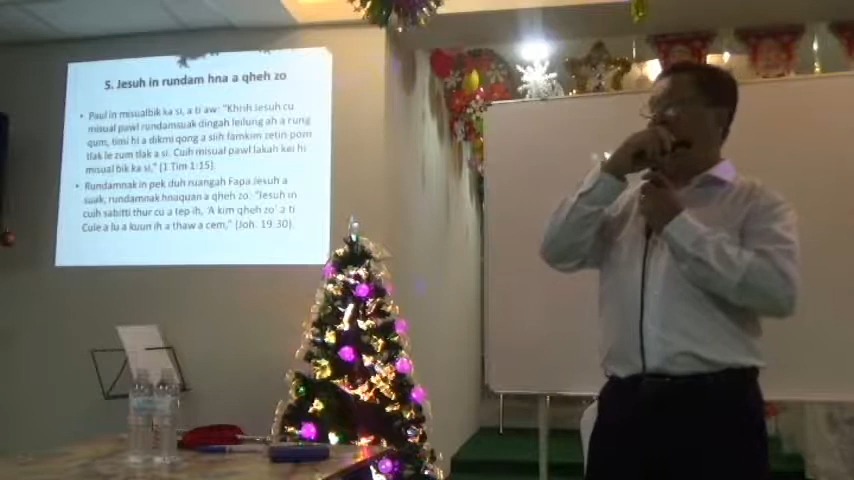 5. Jesuh in rundam hna a qheh zo
• Paul in misualbik ka si, a ti aw: "Khrih Jesuh cu
misual pawl rundamsuak dingah leilung ah a rung
qum, timi hi a dikmi qong a siih famkim zetin pom
tlak le zum tlak a si. Cuih misual pawl lakah kei hi
misual bik ka si," (1 Tim 1:15).
• Rundamnak in pek duh ruangah Fapa Jesuh a
suak, rundamnak hnaquan a qheh zo. "Jesuh in
cuih sabitti thur cu a tep ih, 'A kim qheh zo' a ti
Cule a lu a kuun ih a thaw a cem," (Joh. 19:30).